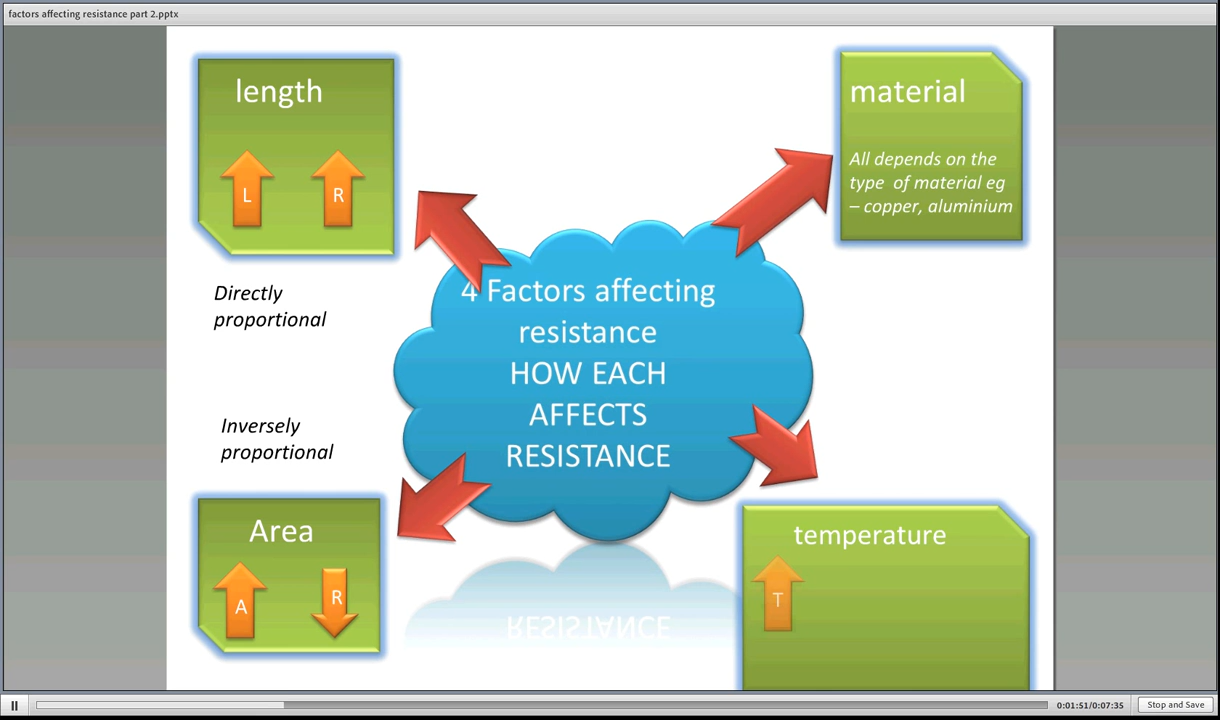 factors affecting resistance part 2.pptx
length
L R
Directly
proportional
material
All depends on the
type of material eg
– copper, aluminium
4 Factors affecting
resistance
HOW EACH
AFFECTS
RESISTANCE
Inversely
proportional
Area
A R
temperature
T
RESISTANCE
0:01:51/0:07:35
Stop and Save